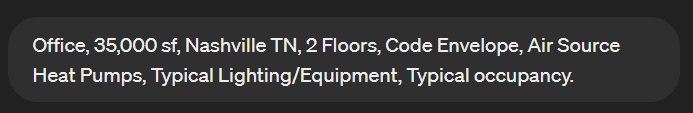 Office, 35,000 sf, Nashville TN, 2 Floors, Code Envelope, Air Source
Heat Pumps, Typical Lighting/Equipment, Typical occupancy.